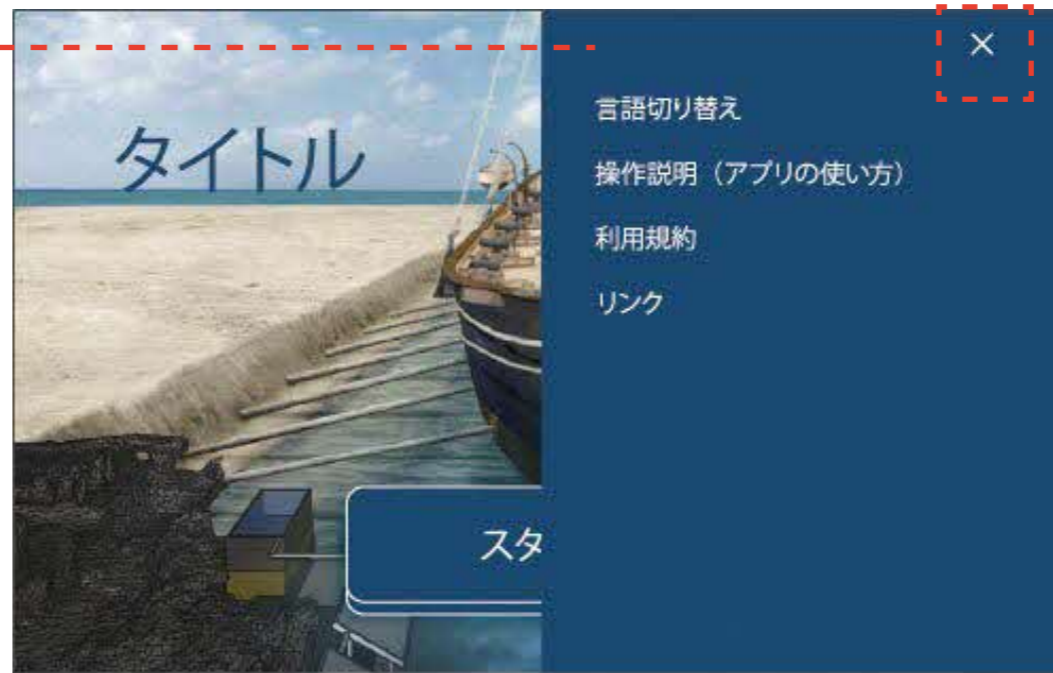 タイトル
スタ
×
言語切り替え
操作説明（アプリの使い方）
利用規約
リンク